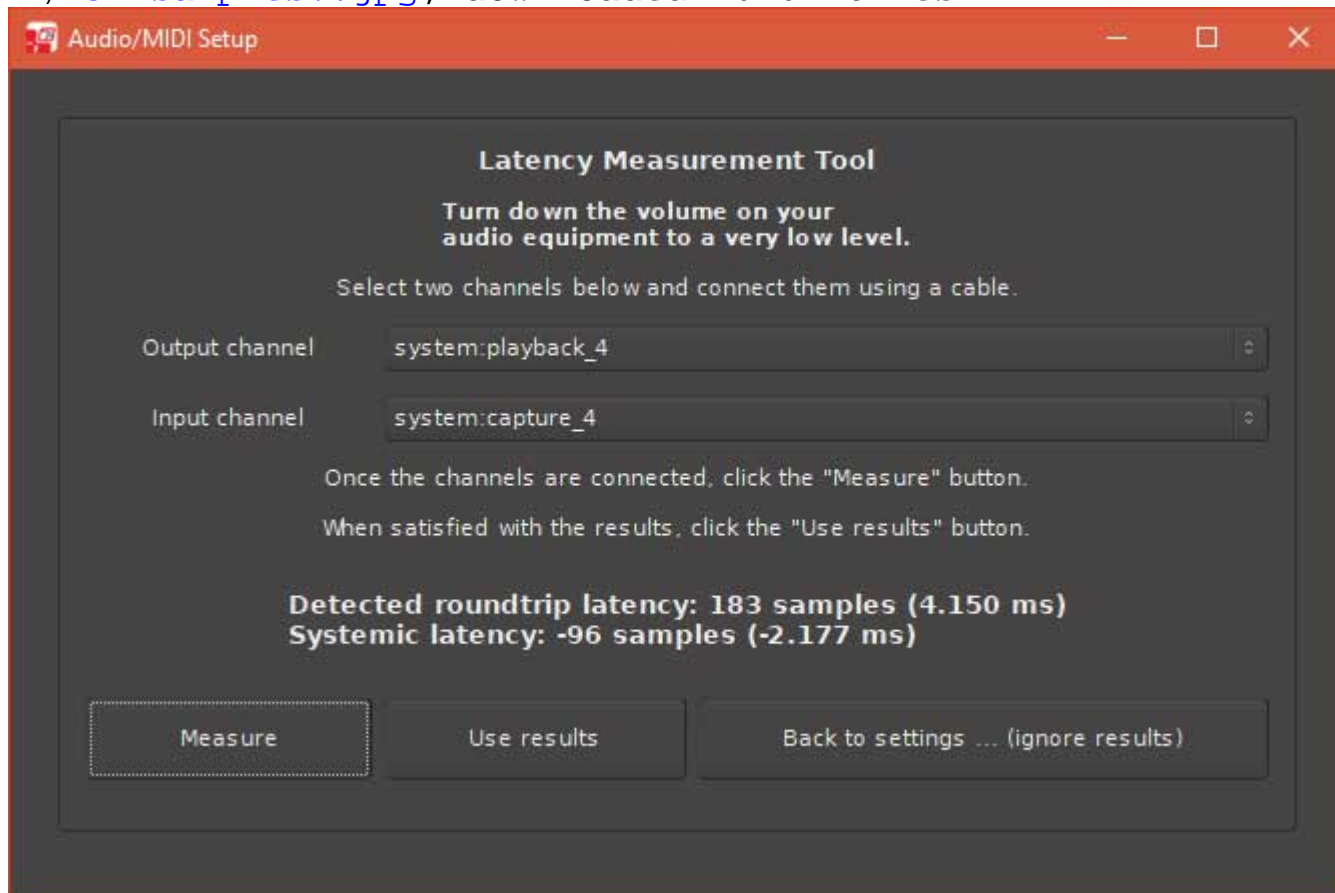 Audio/MIDI Setup
Latency Measurement Tool
Turn down the volume on your
audio equipment to a very low level.
Select two channels below and connect them using a cable.
Output channel system:playback_4
Input channel system:capture_4
Once the channels are connected, click the "Measure" button.
When satisfied with the results, click the "Use results" button.
Detected roundtrip latency: 183 samples (4.150 ms)
Systemic latency: -96 samples (-2.177 ms)
Measure Use results Back to settings ... (ignore results)